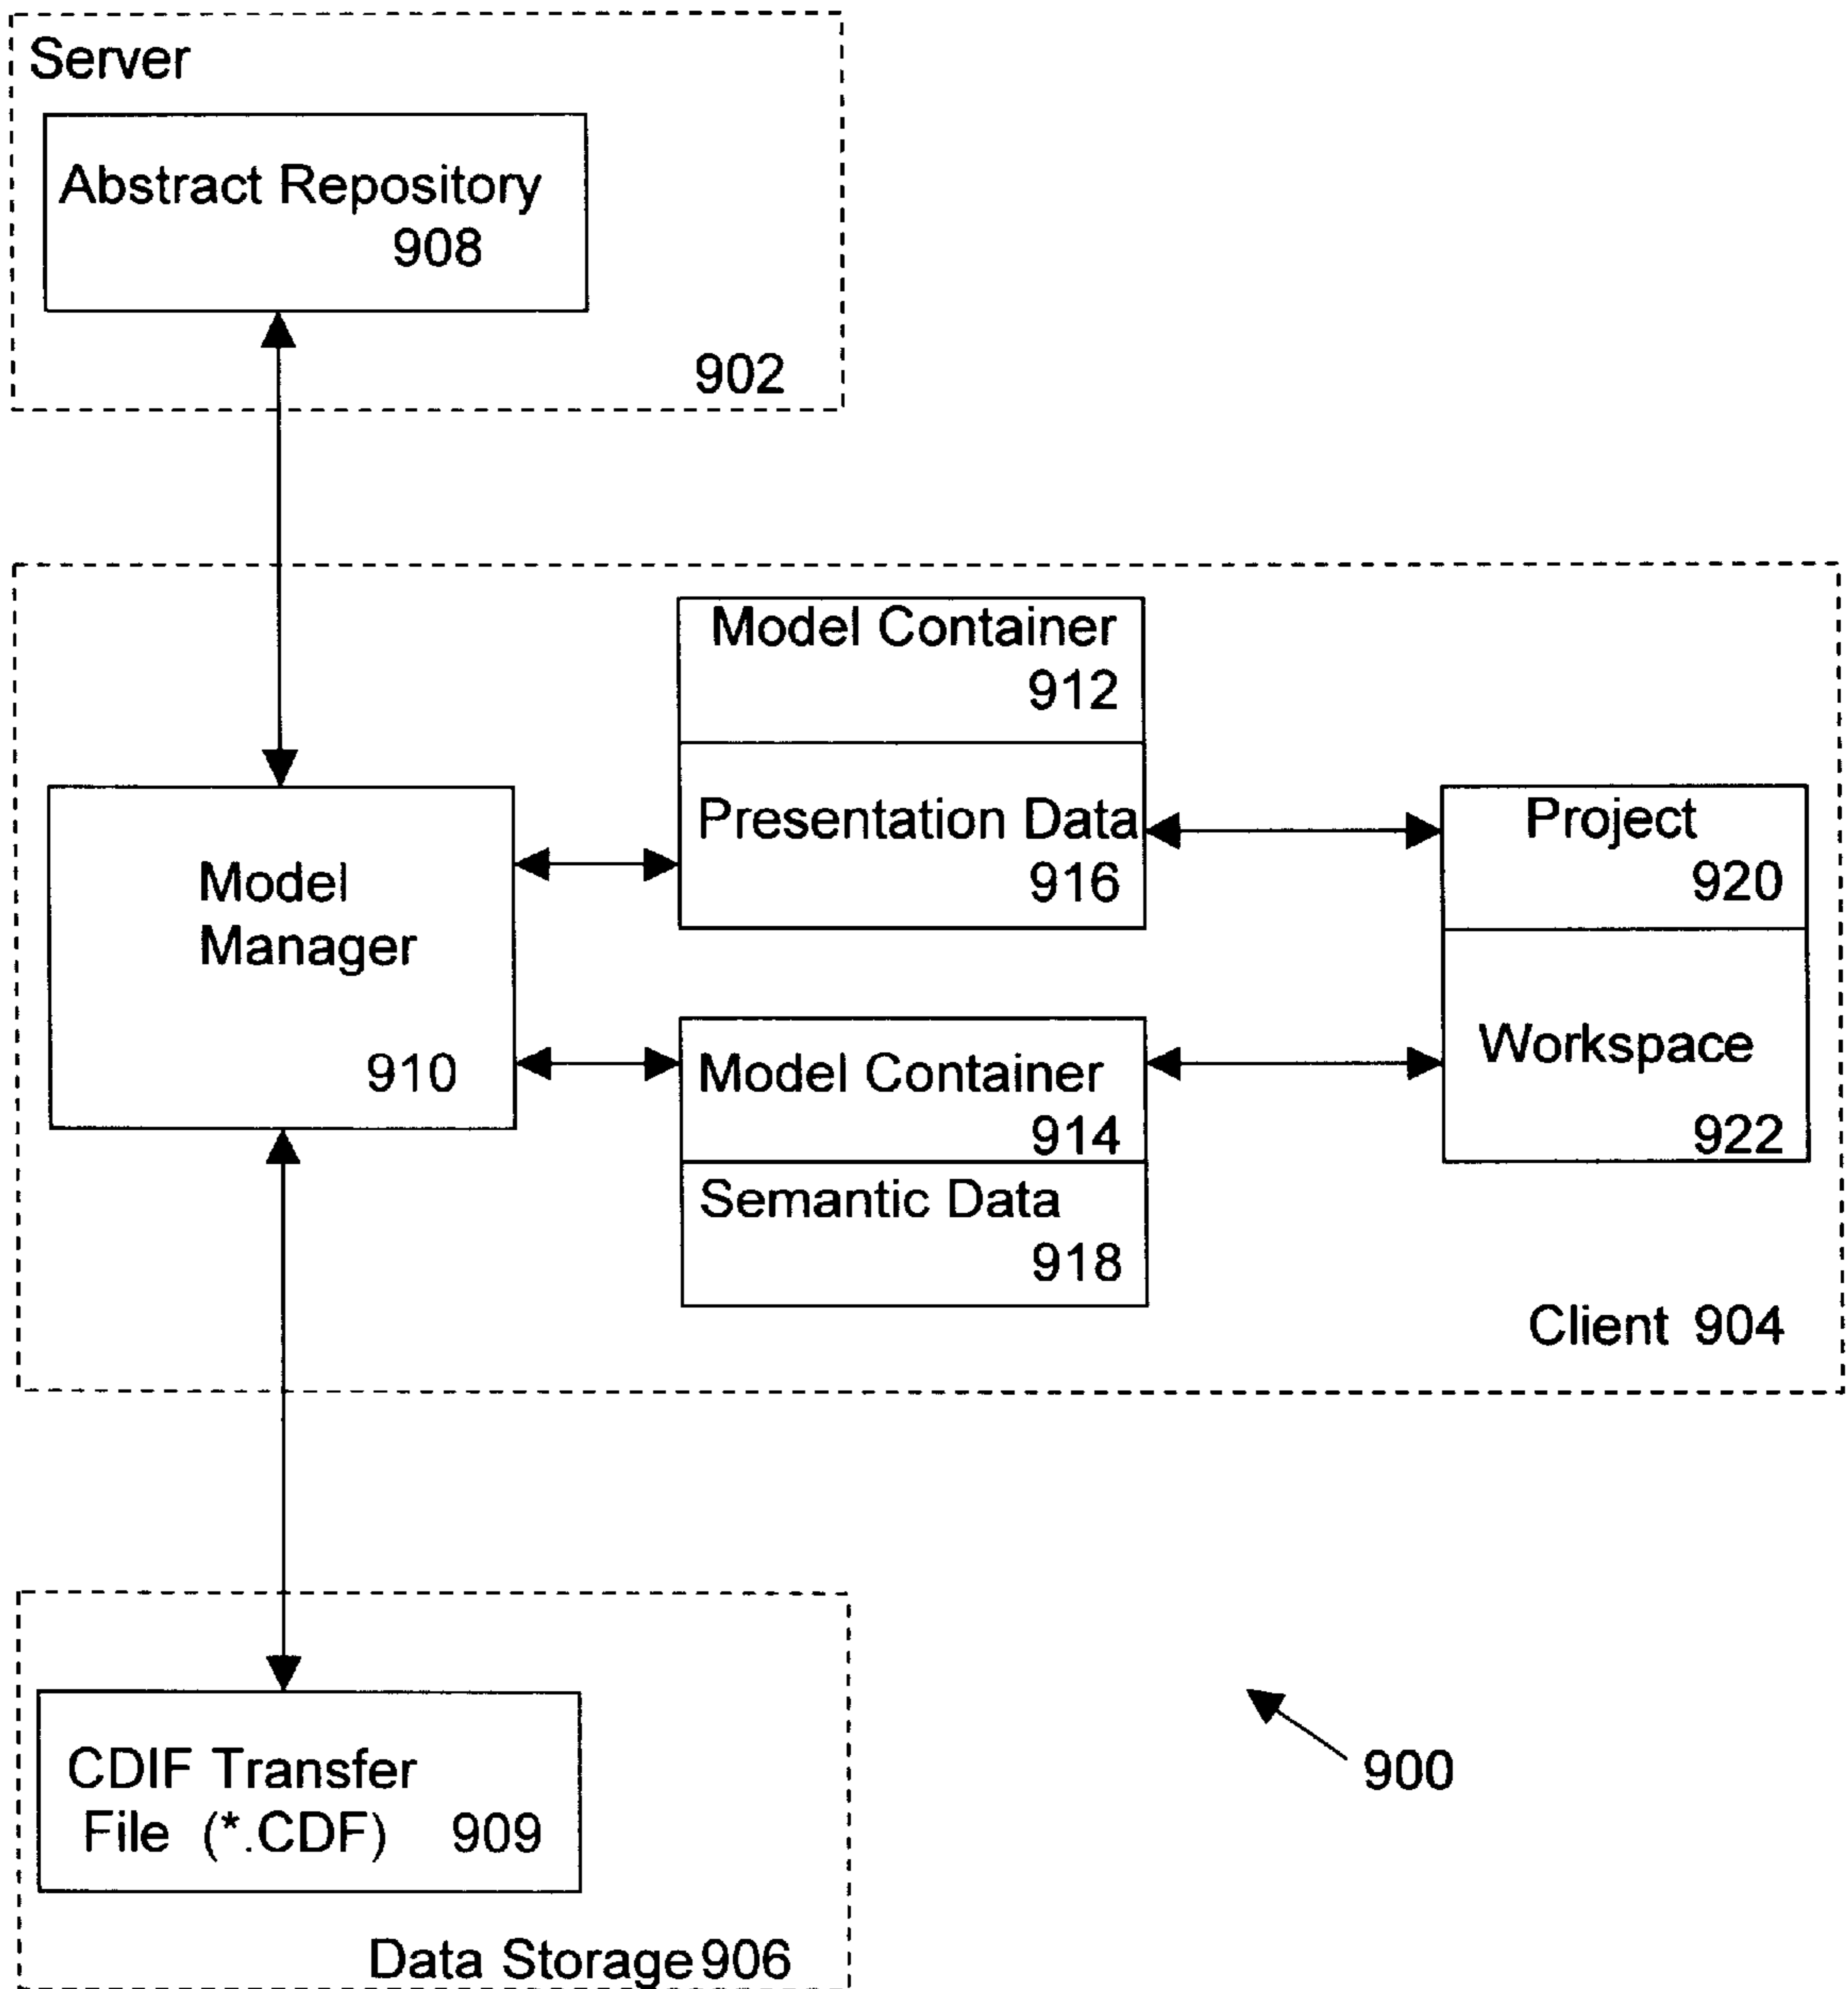 Server
Abstract Repository
908
902
Model Container
912
Presentation Data
916
Project
920
Model
Manager
910
Workspace
922
Model Container
914
Semantic Data
918
Client 904
CDIF Transfer
File (*.CDF) 909
Data Storage 906
900